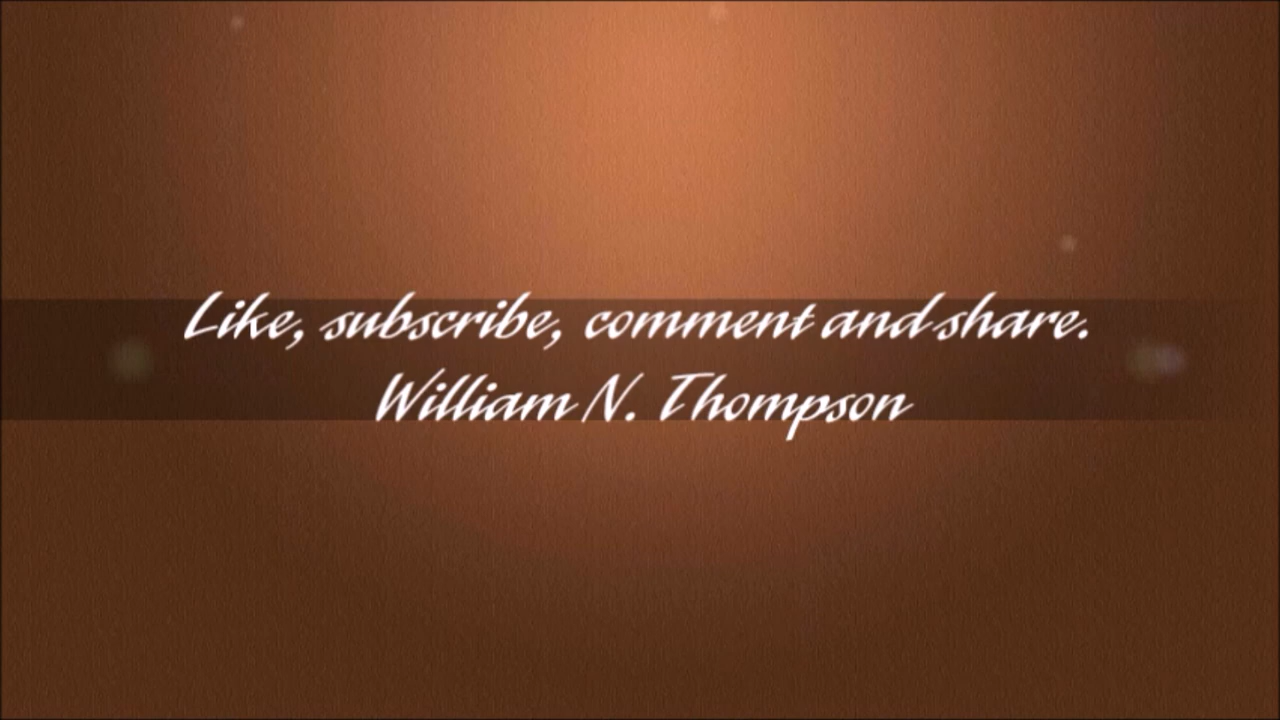 Like, subscribe, comment and share.
William N. Thompson